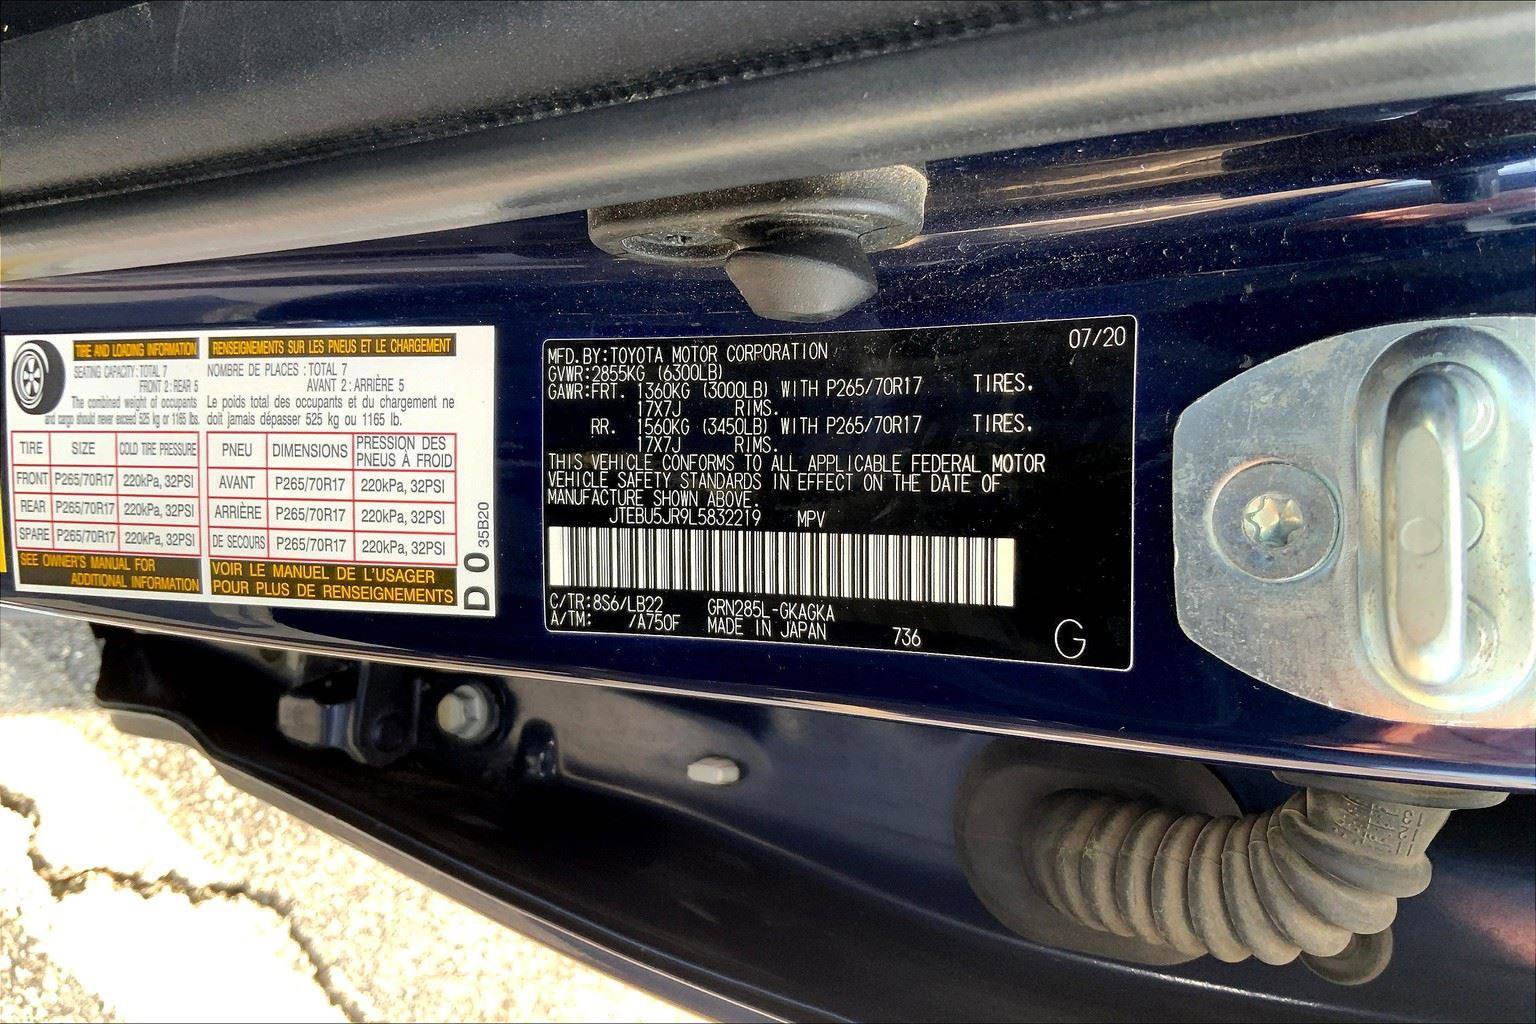 TIRE AND LOADING INFORMATION
SEATING CAPACITY: TOTAL 7
FRONT 2 : REAR 5
The combined weight of occupants
and cargo should never exceed 525 kg or 1165 lbs.
TIRE SIZE COLD TIRE PRESSURE
FRONT P265/70R17 220kPa, 32PSI
REAR P265/70R17 220kPa, 32PSI
SPARE P265/70R17 220kPa, 32PSI
SEE OWNER'S MANUAL FOR
ADDITIONAL INFORMATION
RENSEIGNEMENTS SUR LES PNEUS ET LE CHARGEMENT
NOMBRE DE PLACES : TOTAL 7
AVANT 2 : ARRIÈRE 5
Le poids total des occupants et du chargement ne
doit jamais dépasser 525 kg ou 1165 lb.
PNEU DIMENSIONS PRESSION DES
PNEUS À FROID
AVANT P265/70R17 220kPa, 32PSI
ARRIÈRE P265/70R17 220kPa, 32PSI
DE SECOURS P265/70R17 220kPa, 32PSI
VOIR LE MANUEL DE L'USAGER
POUR PLUS DE RENSEIGNEMENTS
D 0 35B20
07/20
MFD. BY: TOYOTA MOTOR CORPORATION
GVWR: 2855KG (6300LB)
GAWR: FRT. 1360KG (3000LB) WITH P265/70R17 TIRES.
17X7J RIMS.
RR. 1560KG (3450LB) WITH P265/70R17 TIRES.
17X7J RIMS.
THIS VEHICLE CONFORMS TO ALL APPLICABLE FEDERAL MOTOR
VEHICLE SAFETY STANDARDS IN EFFECT ON THE DATE OF
MANUFACTURE SHOWN ABOVE.
JTEBU5JR9L5832219 MPV
C/TR: 8S6/LB22 GRN285L-GKAGKA
A/TM: /A750F MADE IN JAPAN 736
G